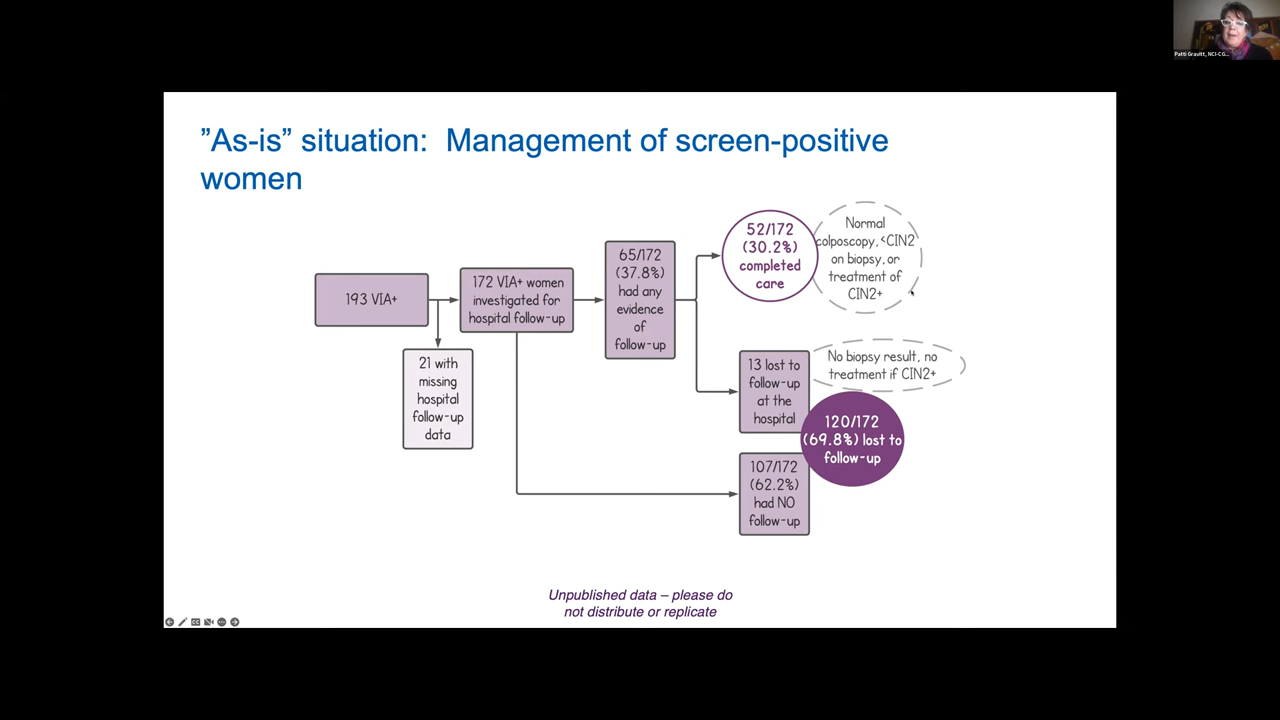 Patti Gravitt, NCI-CG...
”As-is” situation: Management of screen-positive
women
193 VIA+
21 with
missing
hospital
follow-up
data
172 VIA+ women
investigated for
hospital follow-up
65/172
(37.8%)
had any
evidence
of
follow-up
52/172
(30.2%)
completed
care
Normal
colposcopy, <CIN2
on biopsy, or
treatment of
CIN2+
13 lost to
follow-up
at the
hospital
No biopsy result, no
treatment if CIN2+
120/172
(69.8%) lost to
follow-up
107/172
(62.2%)
had NO
follow-up
Unpublished data – please do
not distribute or replicate